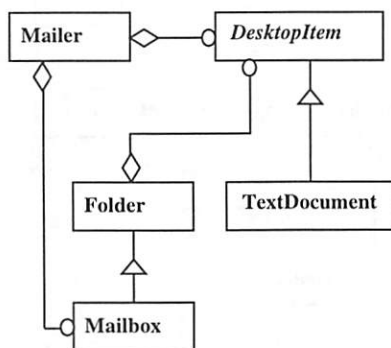 Mailer
DesktopItem
Folder
TextDocument
Mailbox